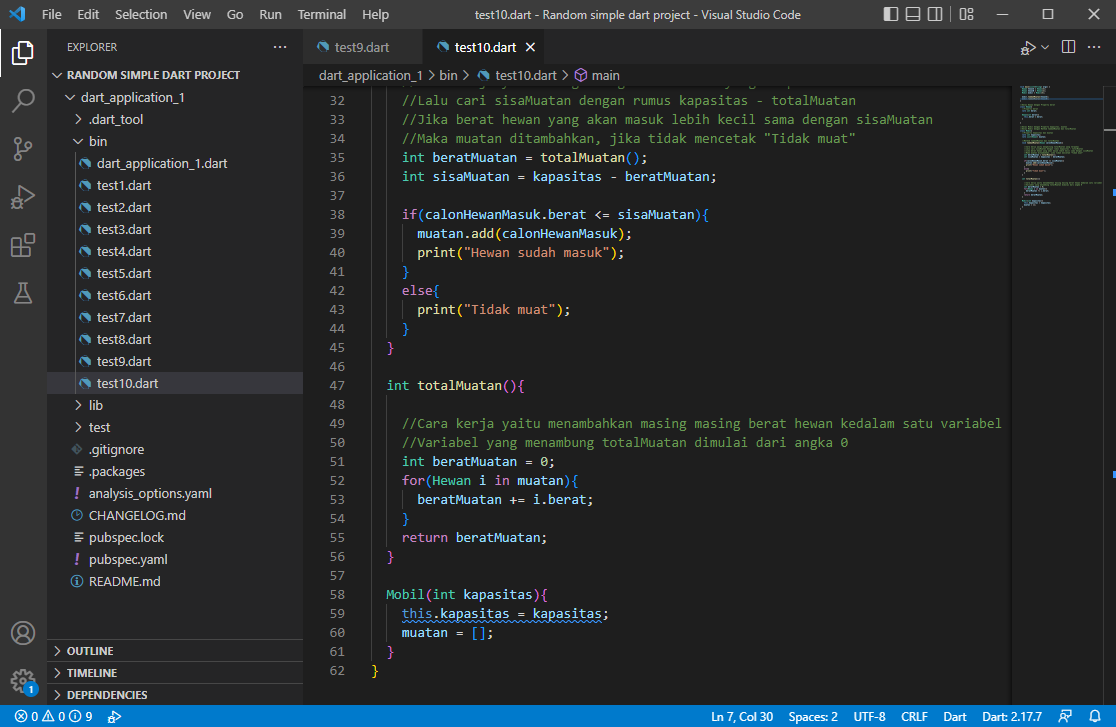 File Edit Selection View Go Run Terminal Help test10.dart - Random simple dart project - Visual Studio Code
EXPLORER
RANDOM SIMPLE DART PROJECT
dart_application_1
.dart_tool
bin
dart_application_1.dart
test1.dart
test2.dart
test3.dart
test4.dart
test5.dart
test6.dart
test7.dart
test8.dart
test9.dart
test10.dart
lib
test
.gitignore
.packages
analysis_options.yaml
CHANGELOG.md
pubspec.lock
pubspec.yaml
README.md
OUTLINE
TIMELINE
DEPENDENCIES
1
test9.dart test10.dart
dart_application_1 > bin > test10.dart > main
32 //Lalu cari sisaMuatan dengan rumus kapasitas - totalMuatan
33 //Jika berat hewan yang akan masuk lebih kecil sama dengan sisaMuatan
34 //Maka muatan ditambahkan, jika tidak mencetak "Tidak muat"
35 int beratMuatan = totalMuatan();
36 int sisaMuatan = kapasitas - beratMuatan;
37
38 if(calonHewanMasuk.berat <= sisaMuatan){
39 muatan.add(calonHewanMasuk);
40 print("Hewan sudah masuk");
41 }
42 else{
43 print("Tidak muat");
44 }
45 }
46
47 int totalMuatan(){
48
49 //Cara kerja yaitu menambahkan masing masing berat hewan kedalam satu variabel
50 //Variabel yang menambung totalMuatan dimulai dari angka 0
51 int beratMuatan = 0;
52 for(Hewan i in muatan){
53 beratMuatan += i.berat;
54 }
55 return beratMuatan;
56 }
57
58 Mobil(int kapasitas){
59 this.kapasitas = kapasitas;
60 muatan = [];
61 }
62 }
0 0 9 Ln 7, Col 30 Spaces: 2 UTF-8 CRLF Dart Dart: 2.17.7